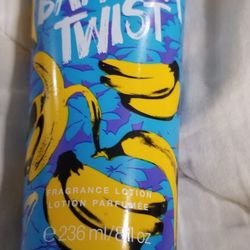 TWIST
FRAGRANCE LOTION
LOTION PARFUMÉE
℮ 236 ml/8 fl oz